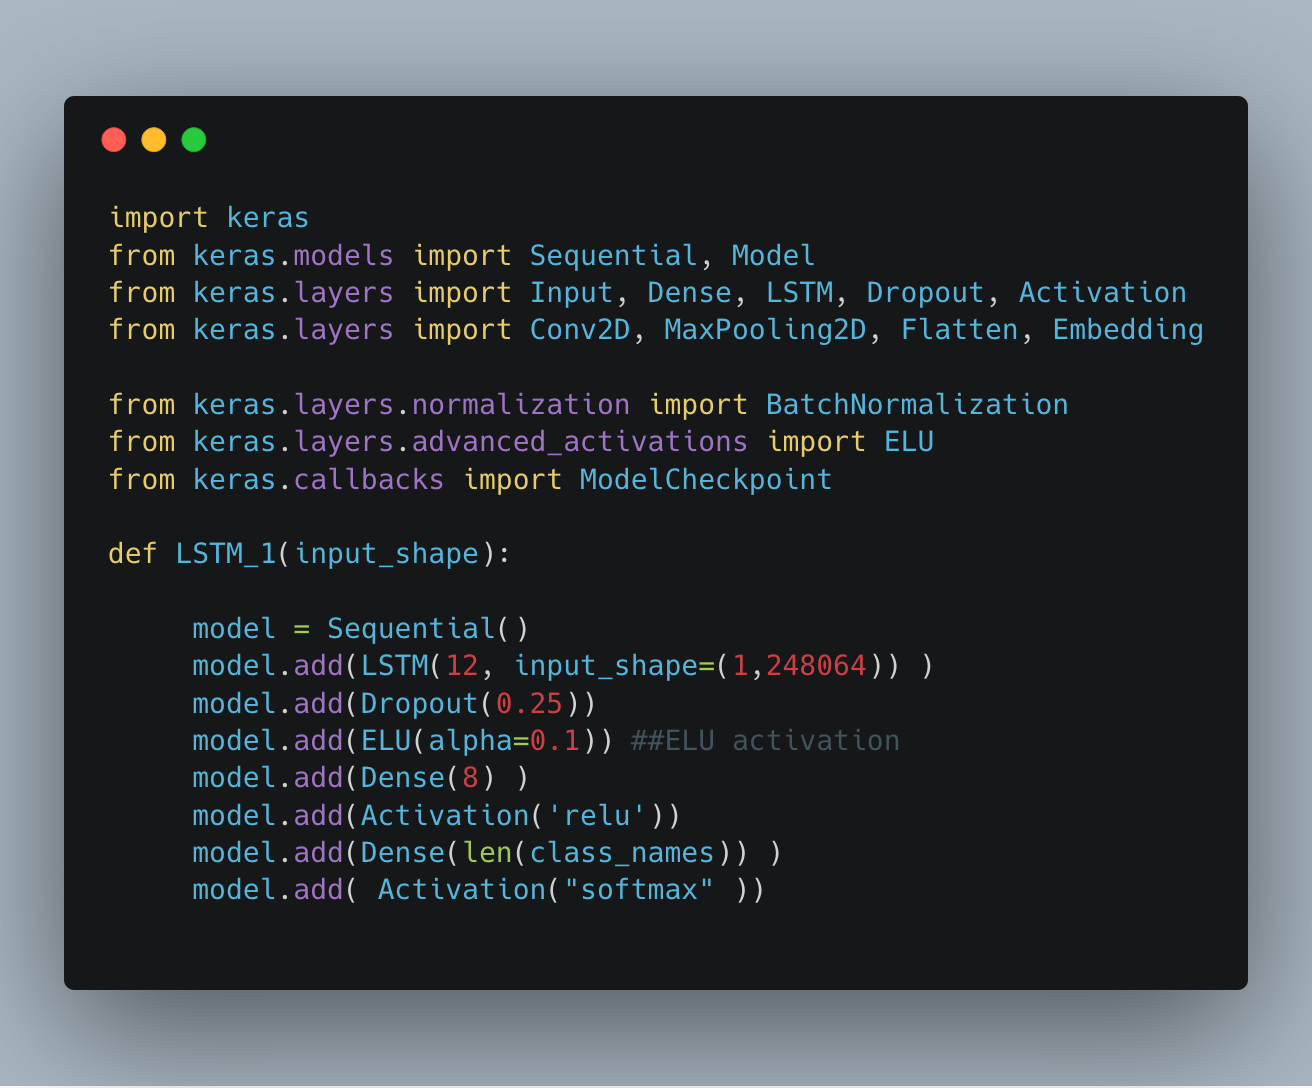 import keras
from keras.models import Sequential, Model
from keras.layers import Input, Dense, LSTM, Dropout, Activation
from keras.layers import Conv2D, MaxPooling2D, Flatten, Embedding

from keras.layers.normalization import BatchNormalization
from keras.layers.advanced_activations import ELU
from keras.callbacks import ModelCheckpoint

def LSTM_1(input_shape):

     model = Sequential()
     model.add(LSTM(12, input_shape=(1,248064)) )
     model.add(Dropout(0.25))
     model.add(ELU(alpha=0.1)) ##ELU activation
     model.add(Dense(8) )
     model.add(Activation('relu'))
     model.add(Dense(len(class_names)) )
     model.add( Activation("softmax" ))